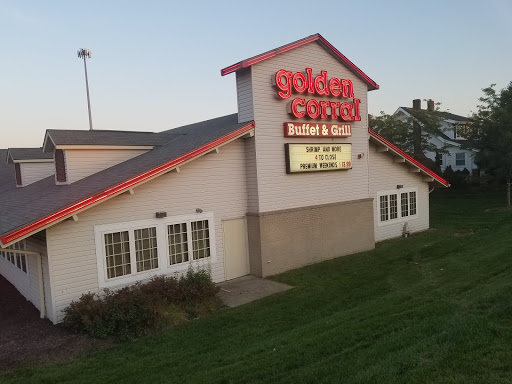 golden
corral
Buffet & Grill
SHRIMP AND MORE
4 TO CLOSE
PREMIUM WEEKENDS